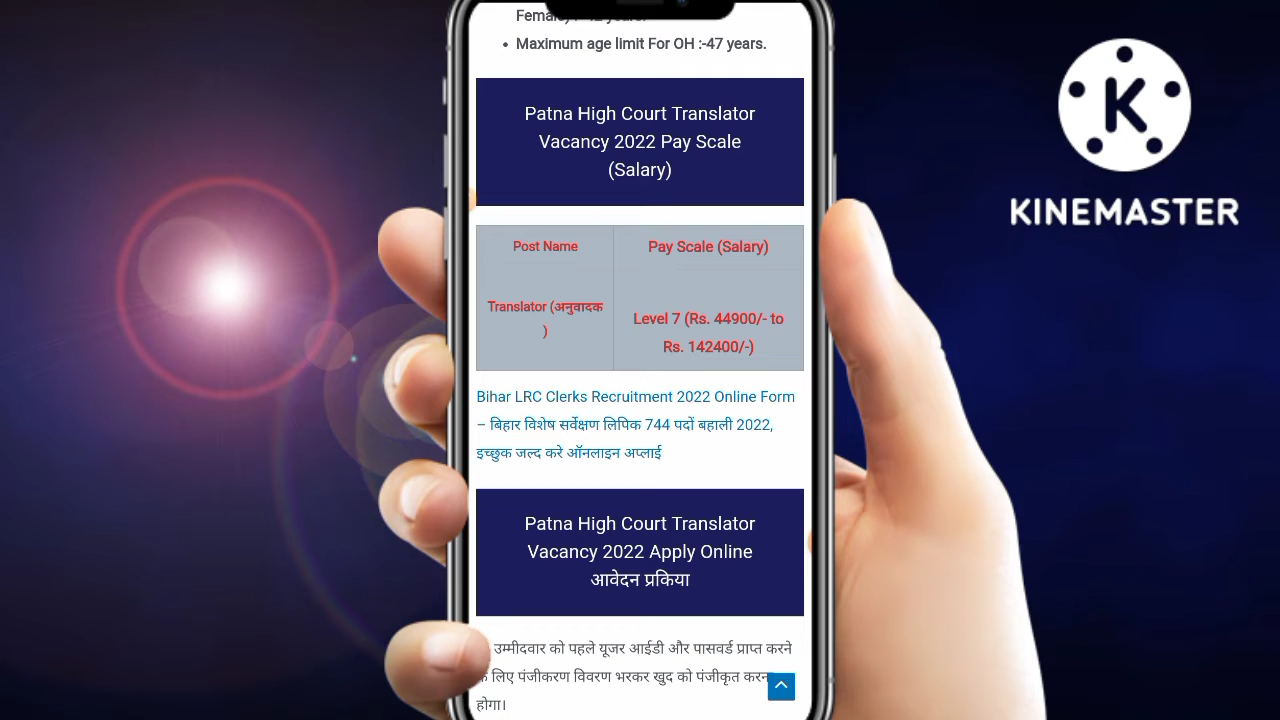 • Maximum age limit For OH :-47 years.
Patna High Court Translator
Vacancy 2022 Pay Scale
(Salary)
Post Name
Pay Scale (Salary)
Translator (अनुवादक
)
Level 7 (Rs. 44900/- to
Rs. 142400/-)
Bihar LRC Clerks Recruitment 2022 Online Form
– बिहार विशेष सर्वेक्षण लिपिक 744 पदों बहाली 2022,
इच्छुक जल्द करे ऑनलाइन अप्लाई
Patna High Court Translator
Vacancy 2022 Apply Online
आवेदन प्रकिया
उम्मीदवार को पहले यूजर आईडी और पासवर्ड प्राप्त करने
लिए पंजीकरण विवरण भरकर खुद को पंजीकृत
होगा।
K
KINEMASTER